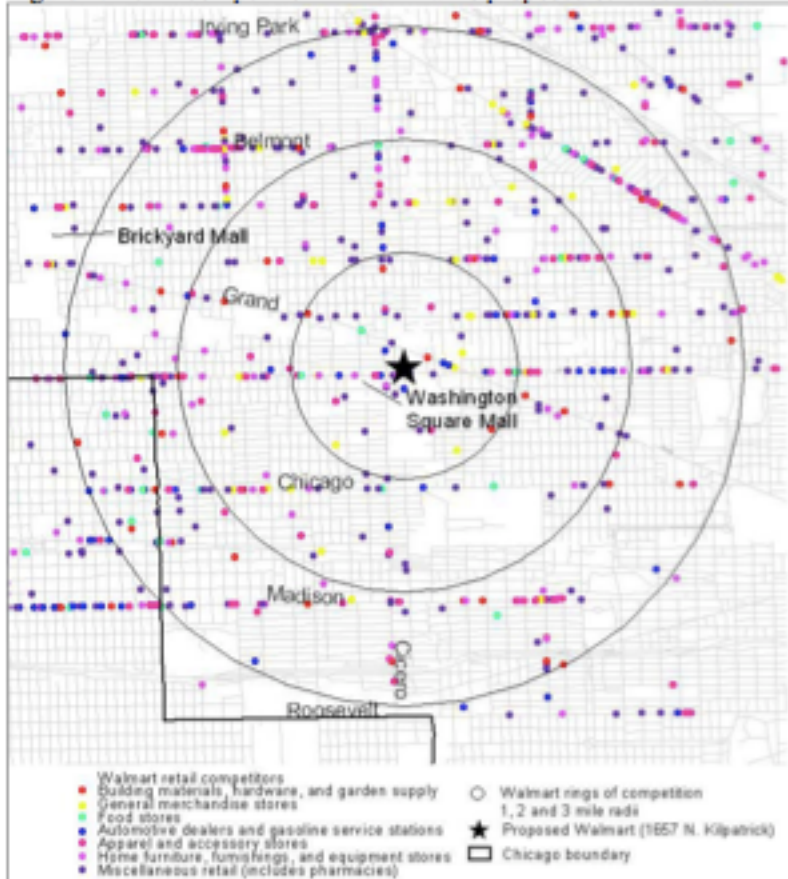 Irving Park
Belmont
Brickyard Mall
Grand
Washington
Square Mall
Chicago
Madison
Cicero
Roosevelt
Walmart retail competitors
Building materials, hardware, and garden supply
General merchandise stores
Food stores
Automotive dealers and gasoline service stations
Apparel and accessory stores
Home furniture, furnishings, and equipment stores
Miscellaneous retail (includes pharmacies)
Walmart rings of competition
1, 2 and 3 mile radii
Proposed Walmart (1657 N. Kilpatrick)
Chicago boundary